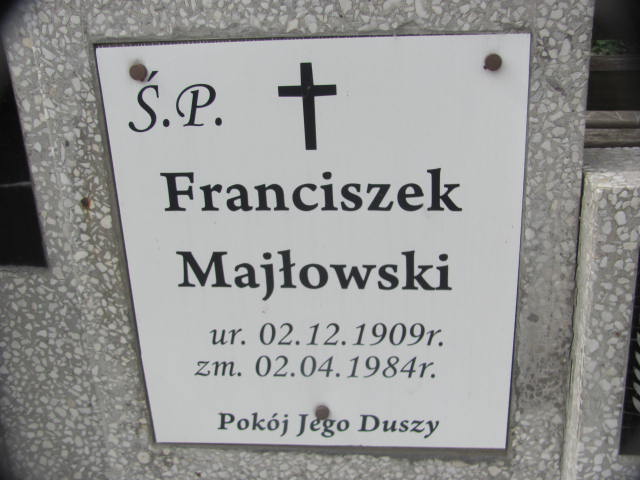 Ś.P.
Franciszek
Majłowski
ur. 02.12.1909r.
zm. 02.04.1984r.
Pokój Jego Duszy